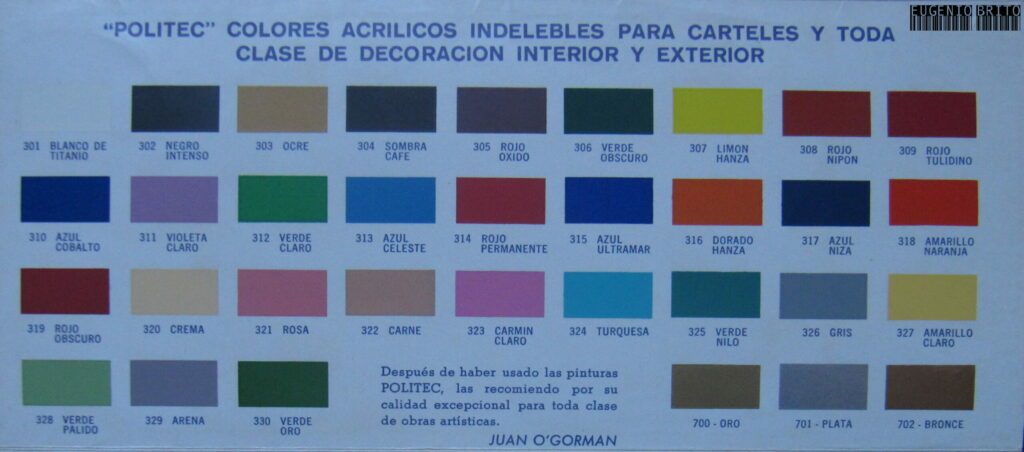 EUGENIO BRITO
"POLITEC" COLORES ACRILICOS INDELEBLES PARA CARTELES Y TODA
CLASE DE DECORACION INTERIOR Y EXTERIOR
301 BLANCO DE
TITANIO
302 NEGRO
INTENSO
303 OCRE
304 SOMBRA
CAFE
305 ROJO
OXIDO
306 VERDE
OBSCURO
307 LIMON
HANZA
308 ROJO
NIPON
309 ROJO
TULIDINO
310 AZUL
COBALTO
311 VIOLETA
CLARO
312 VERDE
CLARO
313 AZUL
CELESTE
314 ROJO
PERMANENTE
315 AZUL
ULTRAMAR
316 DORADO
HANZA
317 AZUL
NIZA
318 AMARILLO
NARANJA
319 ROJO
OBSCURO
320 CREMA
321 ROSA
322 CARNE
323 CARMIN
CLARO
324 TURQUESA
325 VERDE
NILO
326 GRIS
327 AMARILLO
CLARO
328 VERDE
PALIDO
329 ARENA
330 VERDE
ORO
Después de haber usado las pinturas
POLITEC, las recomiendo por su
calidad excepcional para toda clase
de obras artísticas.
JUAN O'GORMAN
700 - ORO
701 - PLATA
702 - BRONCE